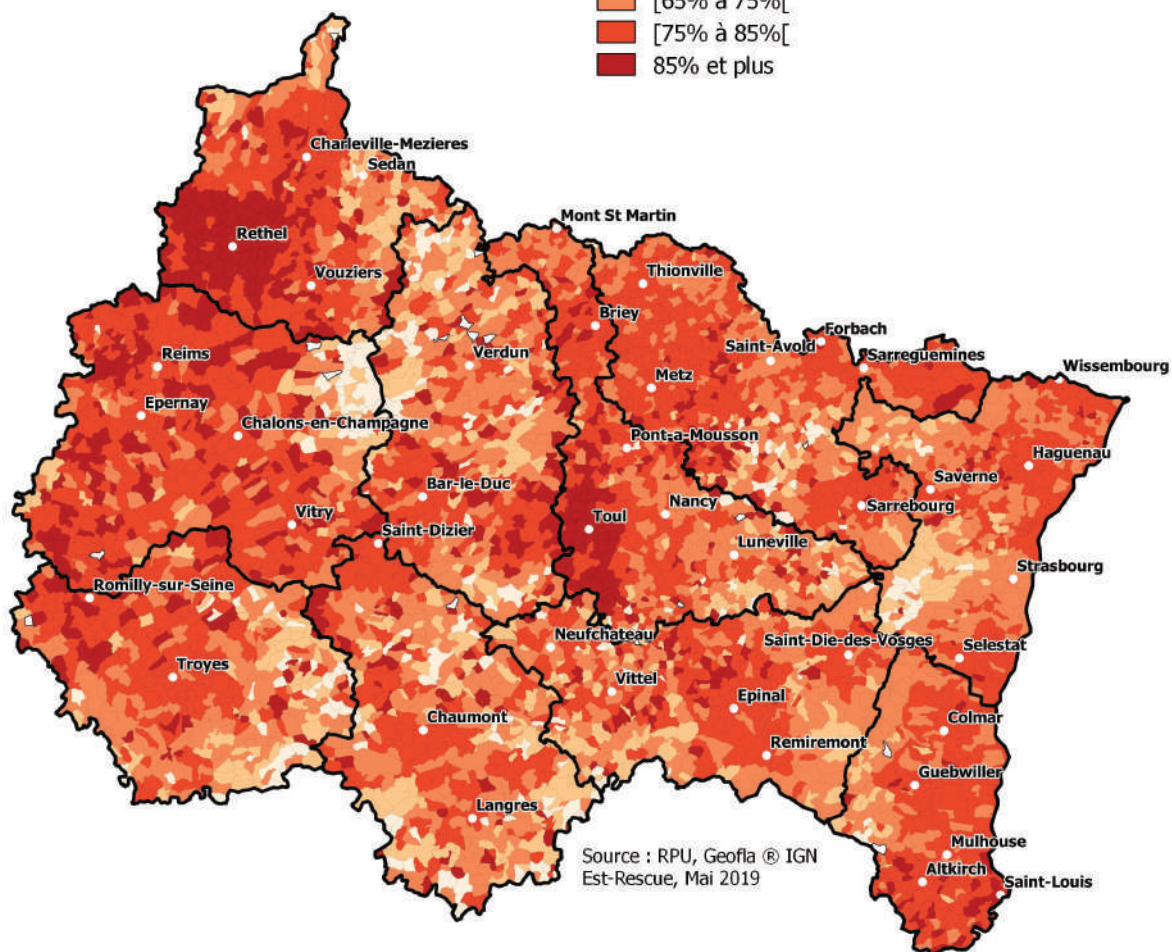 [65% à 75%[
[75% à 85%[
85% et plus
Charleville-Mezieres
Sedan
Rethel
Mont St Martin
Vouziers
Thionville
Briey
Forbach
Reims
Verdun
Saint-Avold
Sarreguemines
Wissembourg
Metz
Epernay
Chalons-en-Champagne
Pont-a-Mousson
Haguenau
Saverne
Bar-le-Duc
Nancy
Sarrebourg
Vitry
Toul
Saint-Dizier
Luneville
Strasbourg
Romilly-sur-Seine
Neufchateau
Saint-Die-des-Vosges
Selestat
Troyes
Vittel
Epinal
Chaumont
Colmar
Remiremont
Guebwiller
Langres
Mulhouse
Source : RPU, Geofla ® IGN
Est-Rescue, Mai 2019
Altkirch
Saint-Louis